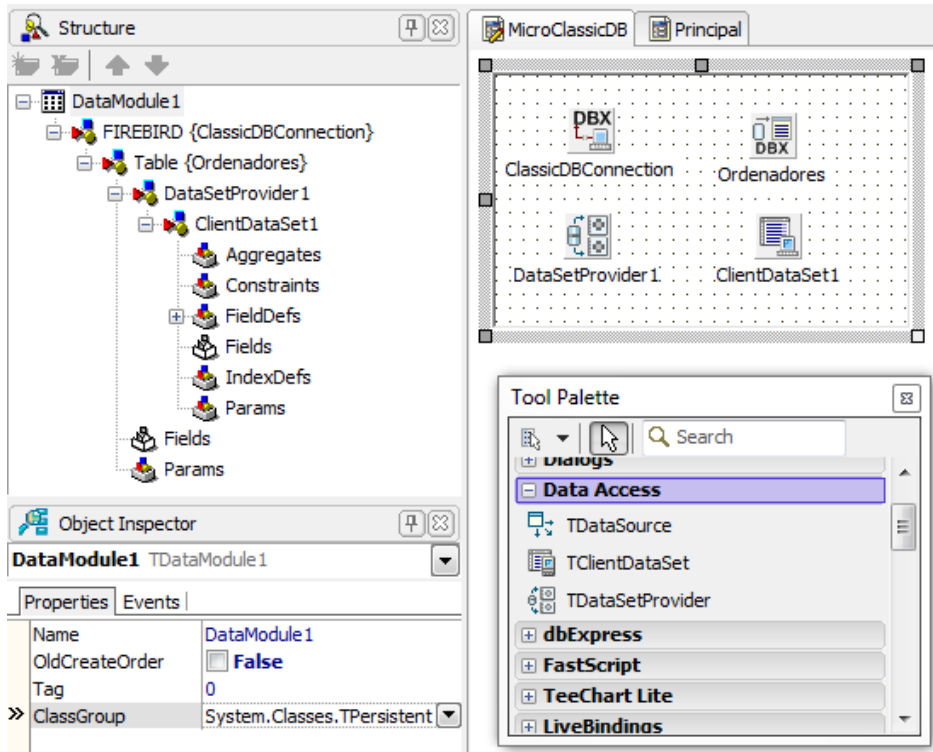 Structure
DataModule1
FIREBIRD {ClassicDBConnection}
Table {Ordenadores}
DataSetProvider1
ClientDataSet1
Aggregates
Constraints
FieldDefs
Fields
IndexDefs
Params
Fields
Params
Object Inspector
DataModule1 TDataModule1
Properties Events
Name DataModule1
OldCreateOrder False
Tag 0
ClassGroup System.Classes.TPersistent
MicroClassicDB Principal
DBX
ClassicDBConnection
DBX
Ordenadores
DataSetProvider1
ClientDataSet1
Tool Palette
Search
Dialogs
Data Access
TDataSource
TClientDataSet
TDataSetProvider
dbExpress
FastScript
TeeChart Lite
LiveBindings